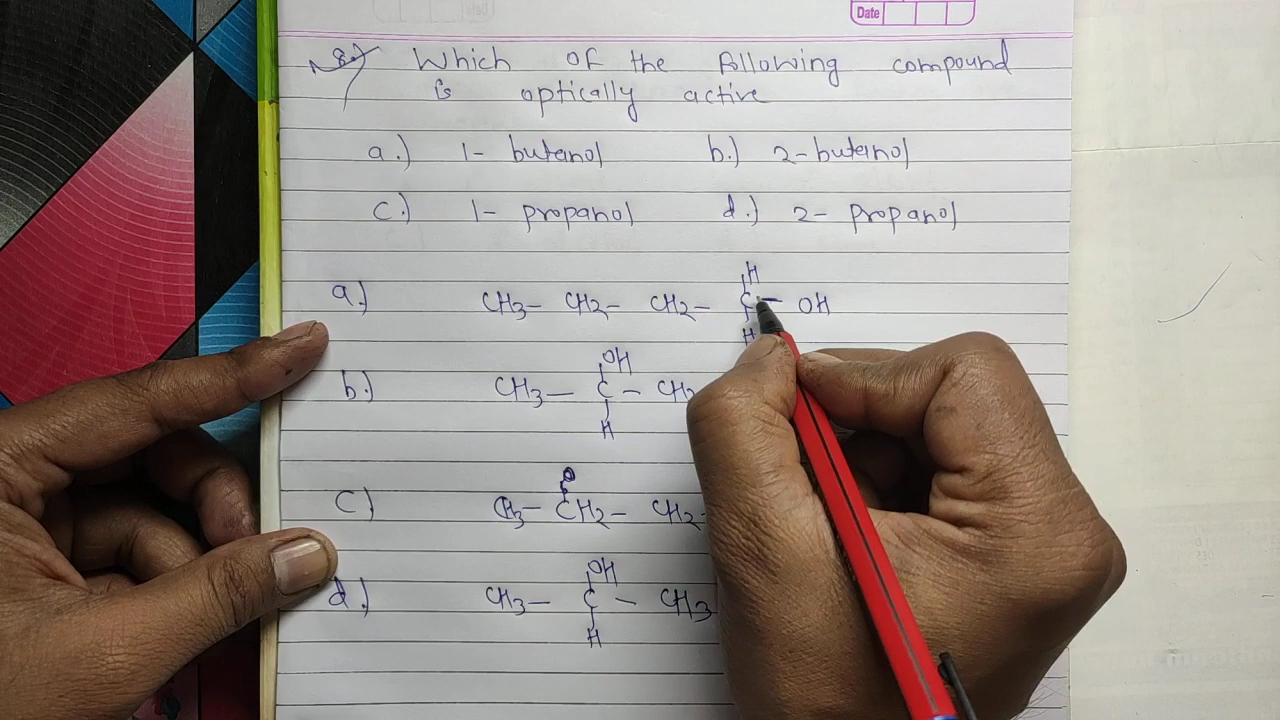 Date
Q8.) Which of the following compound
is optically active
a.) 1- butanol b.) 2-butanol
c.) 1- propanol d.) 2- propanol
H
a.) CH3- CH2- CH2- C- OH
H
OH
b.) CH3- C- CH2
H
c) CH3- CH2- CH2-
OH
d.) CH3- C- CH3
H